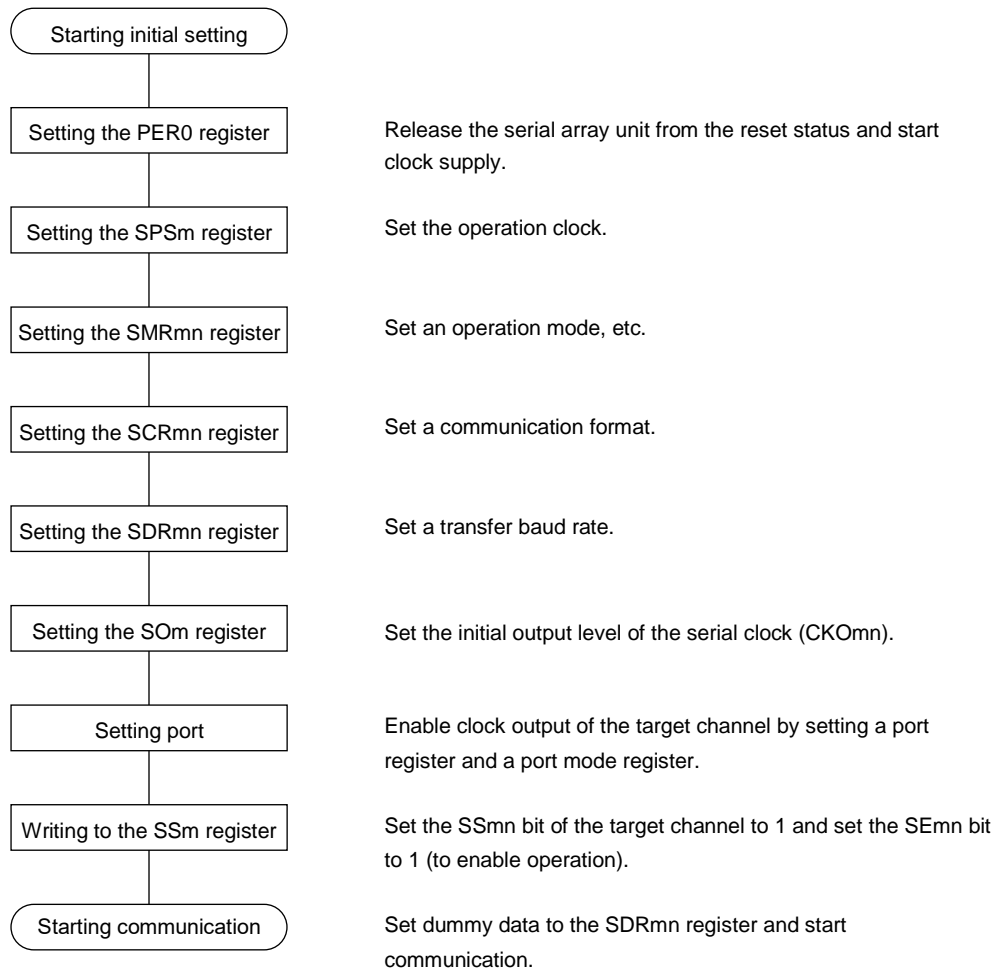 Starting initial setting
Setting the PER0 register
Release the serial array unit from the reset status and start
clock supply.
Setting the SPSm register
Set the operation clock.
Setting the SMRmn register
Set an operation mode, etc.
Setting the SCRmn register
Set a communication format.
Setting the SDRmn register
Set a transfer baud rate.
Setting the SOm register
Set the initial output level of the serial clock (CKOmn).
Setting port
Enable clock output of the target channel by setting a port
register and a port mode register.
Writing to the SSm register
Set the SSmn bit of the target channel to 1 and set the SEmn bit
to 1 (to enable operation).
Starting communication
Set dummy data to the SDRmn register and start
communication.